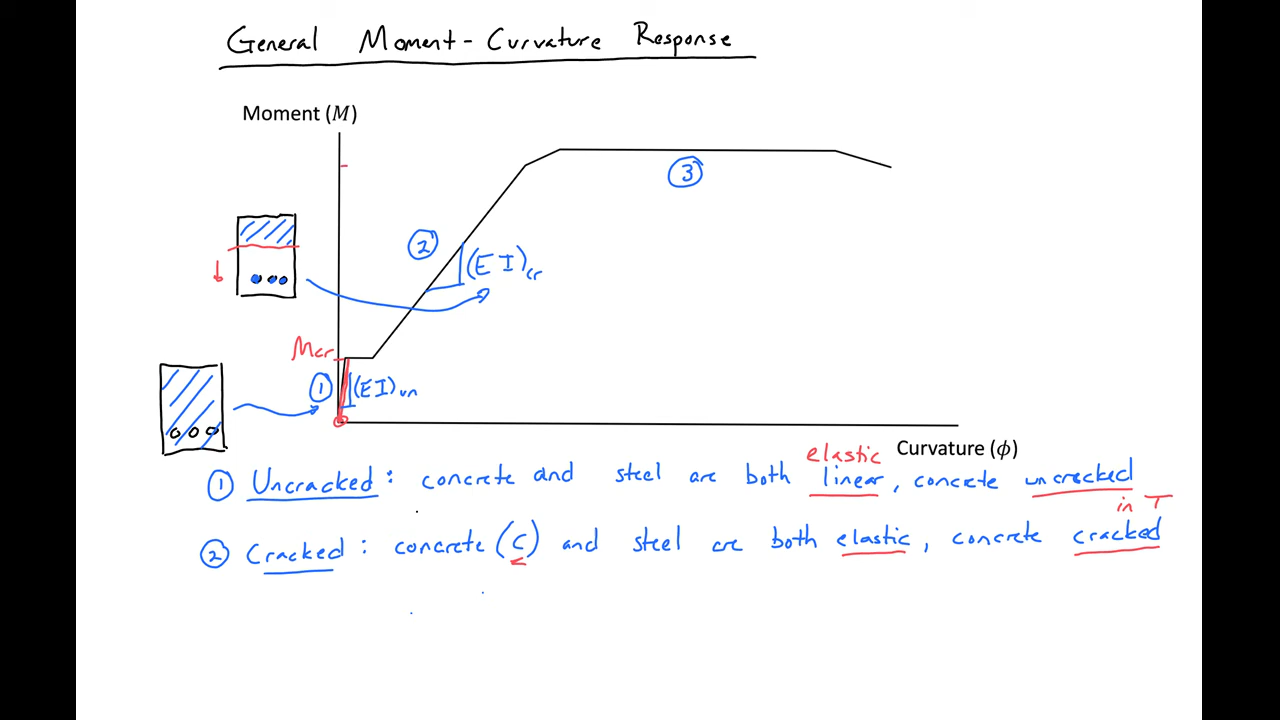 General Moment-Curvature Response
Moment (M)
3
2
(EI)cr
Mcr
1
(EI)un
Curvature (ϕ)
elastic
1 Uncracked: concrete and steel are both linear, concrete uncracked
in T
2 Cracked: concrete (C) and steel are both elastic, concrete cracked